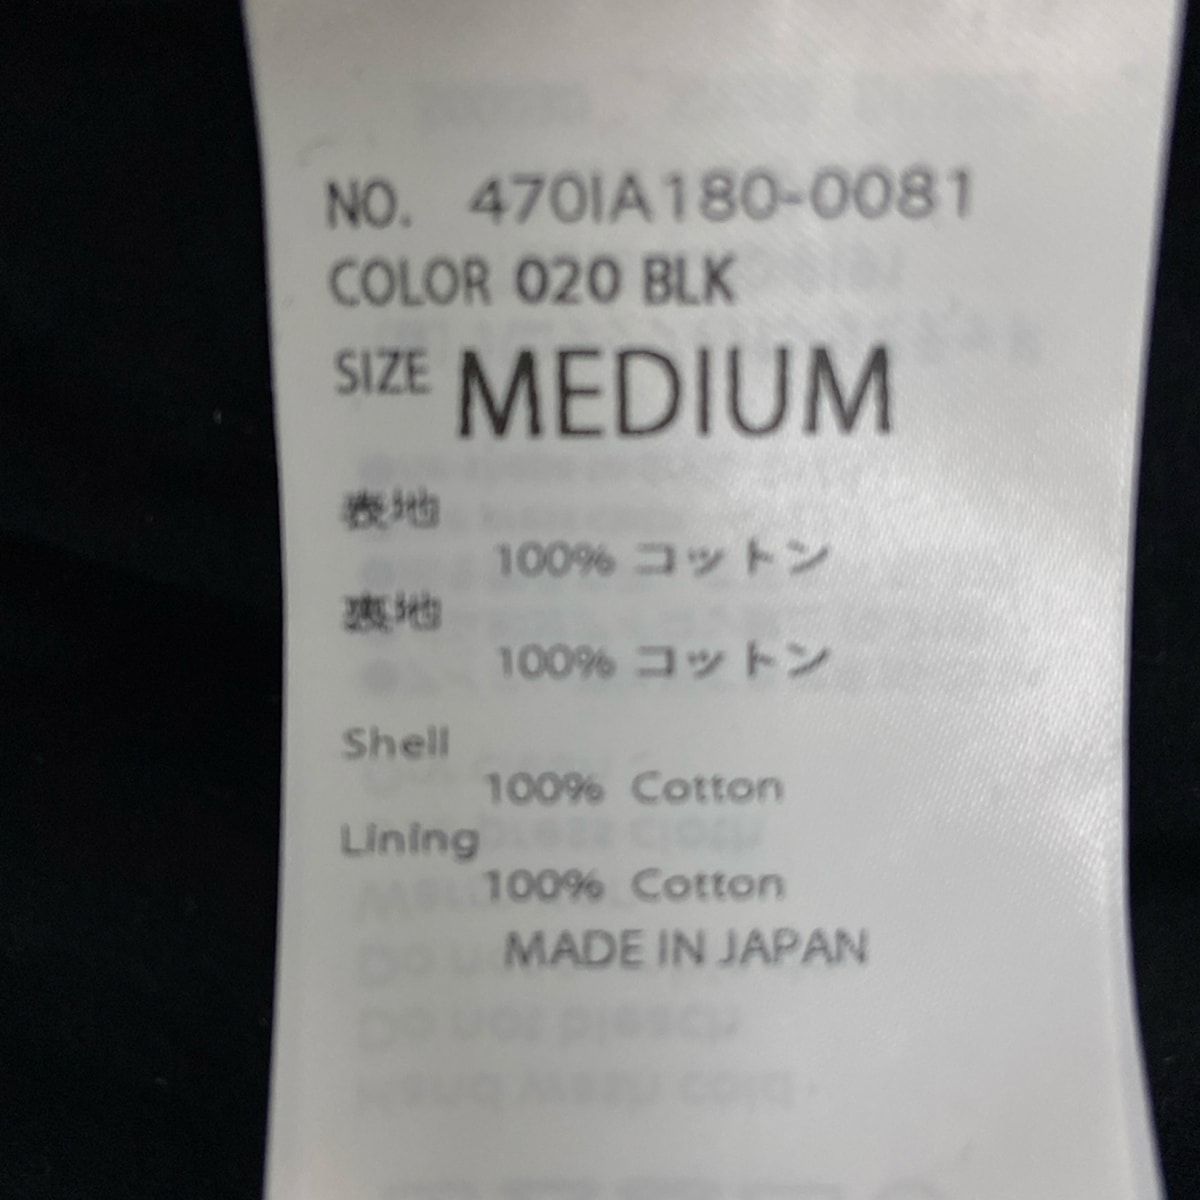 NO. 470IA180-0081
COLOR 020 BLK
SIZE MEDIUM
表地
100% コットン
裏地
100% コットン
Shell
100% Cotton
Lining
100% Cotton
MADE IN JAPAN